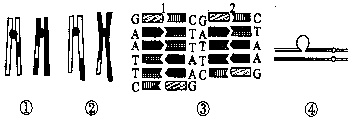 1 2
G C G C
A T A T
A T T A
T A T A
T A C G
C G
① ② ③ ④